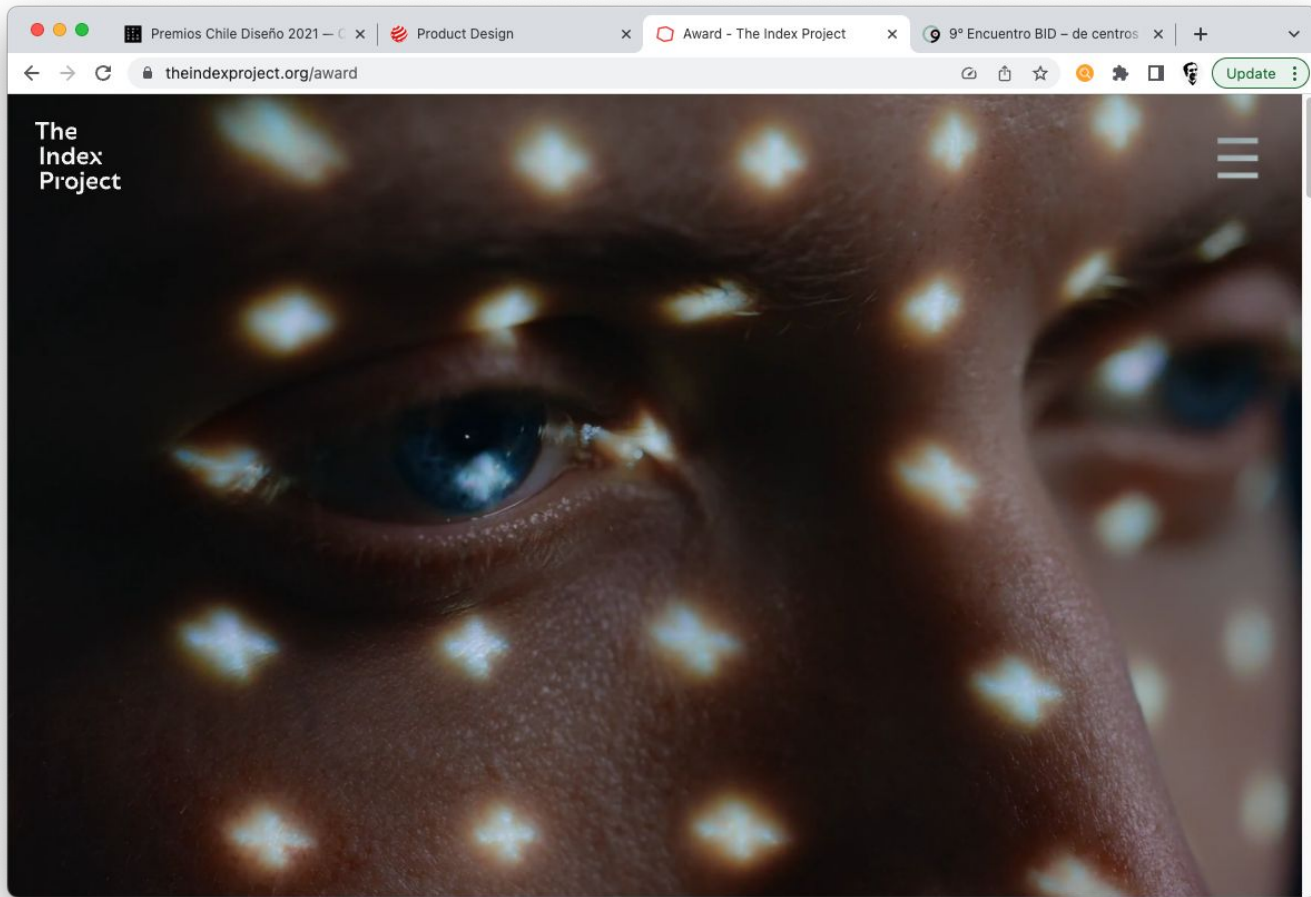 Premios Chile Diseño 2021 — C
Product Design
Award - The Index Project
9° Encuentro BID – de centros
theindexproject.org/award
Update
The
Index
Project